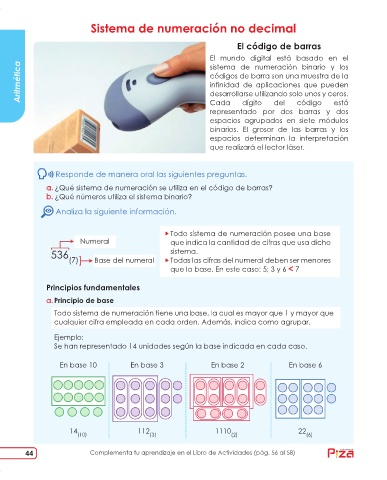 Sistema de numeración no decimal
Aritmética
El código de barras
El mundo digital está basado en el
sistema de numeración binario y los
códigos de barra son una muestra de la
infinidad de aplicaciones que pueden
desarrollarse utilizando solo unos y ceros.
Cada dígito del código está
representado por dos barras y dos
espacios agrupados en siete módulos
binarios. El grosor de las barras y los
espacios determinan la interpretación
que realizará el lector láser.
Responde de manera oral las siguientes preguntas.
a. ¿Qué sistema de numeración se utiliza en el código de barras?
b. ¿Qué números utiliza el sistema binario?
Analiza la siguiente información.
Numeral
536(7)
Base del numeral
Todo sistema de numeración posee una base
que indica la cantidad de cifras que usa dicho
sistema.
Todas las cifras del numeral deben ser menores
que la base. En este caso: 5; 3 y 6 < 7
Principios fundamentales
a. Principio de base
Todo sistema de numeración tiene una base, la cual es mayor que 1 y mayor que
cualquier cifra empleada en cada orden. Además, indica como agrupar.
Ejemplo:
Se han representado 14 unidades según la base indicada en cada caso.
En base 10 En base 3 En base 2 En base 6
14(10) 112(3) 1110(2) 22(6)
44 Complementa tu aprendizaje en el Libro de Actividades (pág. 56 al 58)